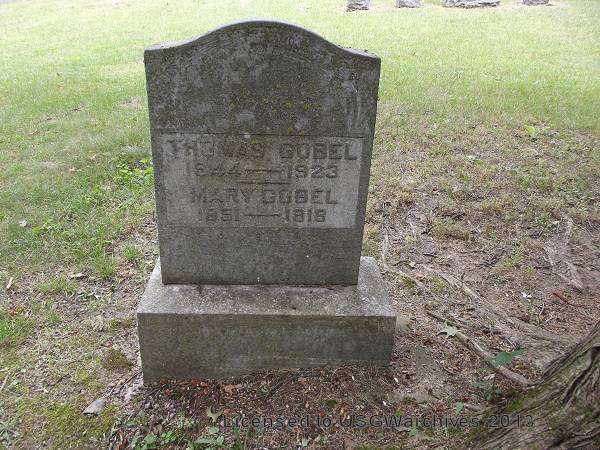 THOMAS GOBEL
1844 — 1923
MARY GOBEL
1851 — 1918
Licensed to USGWarchives 2013